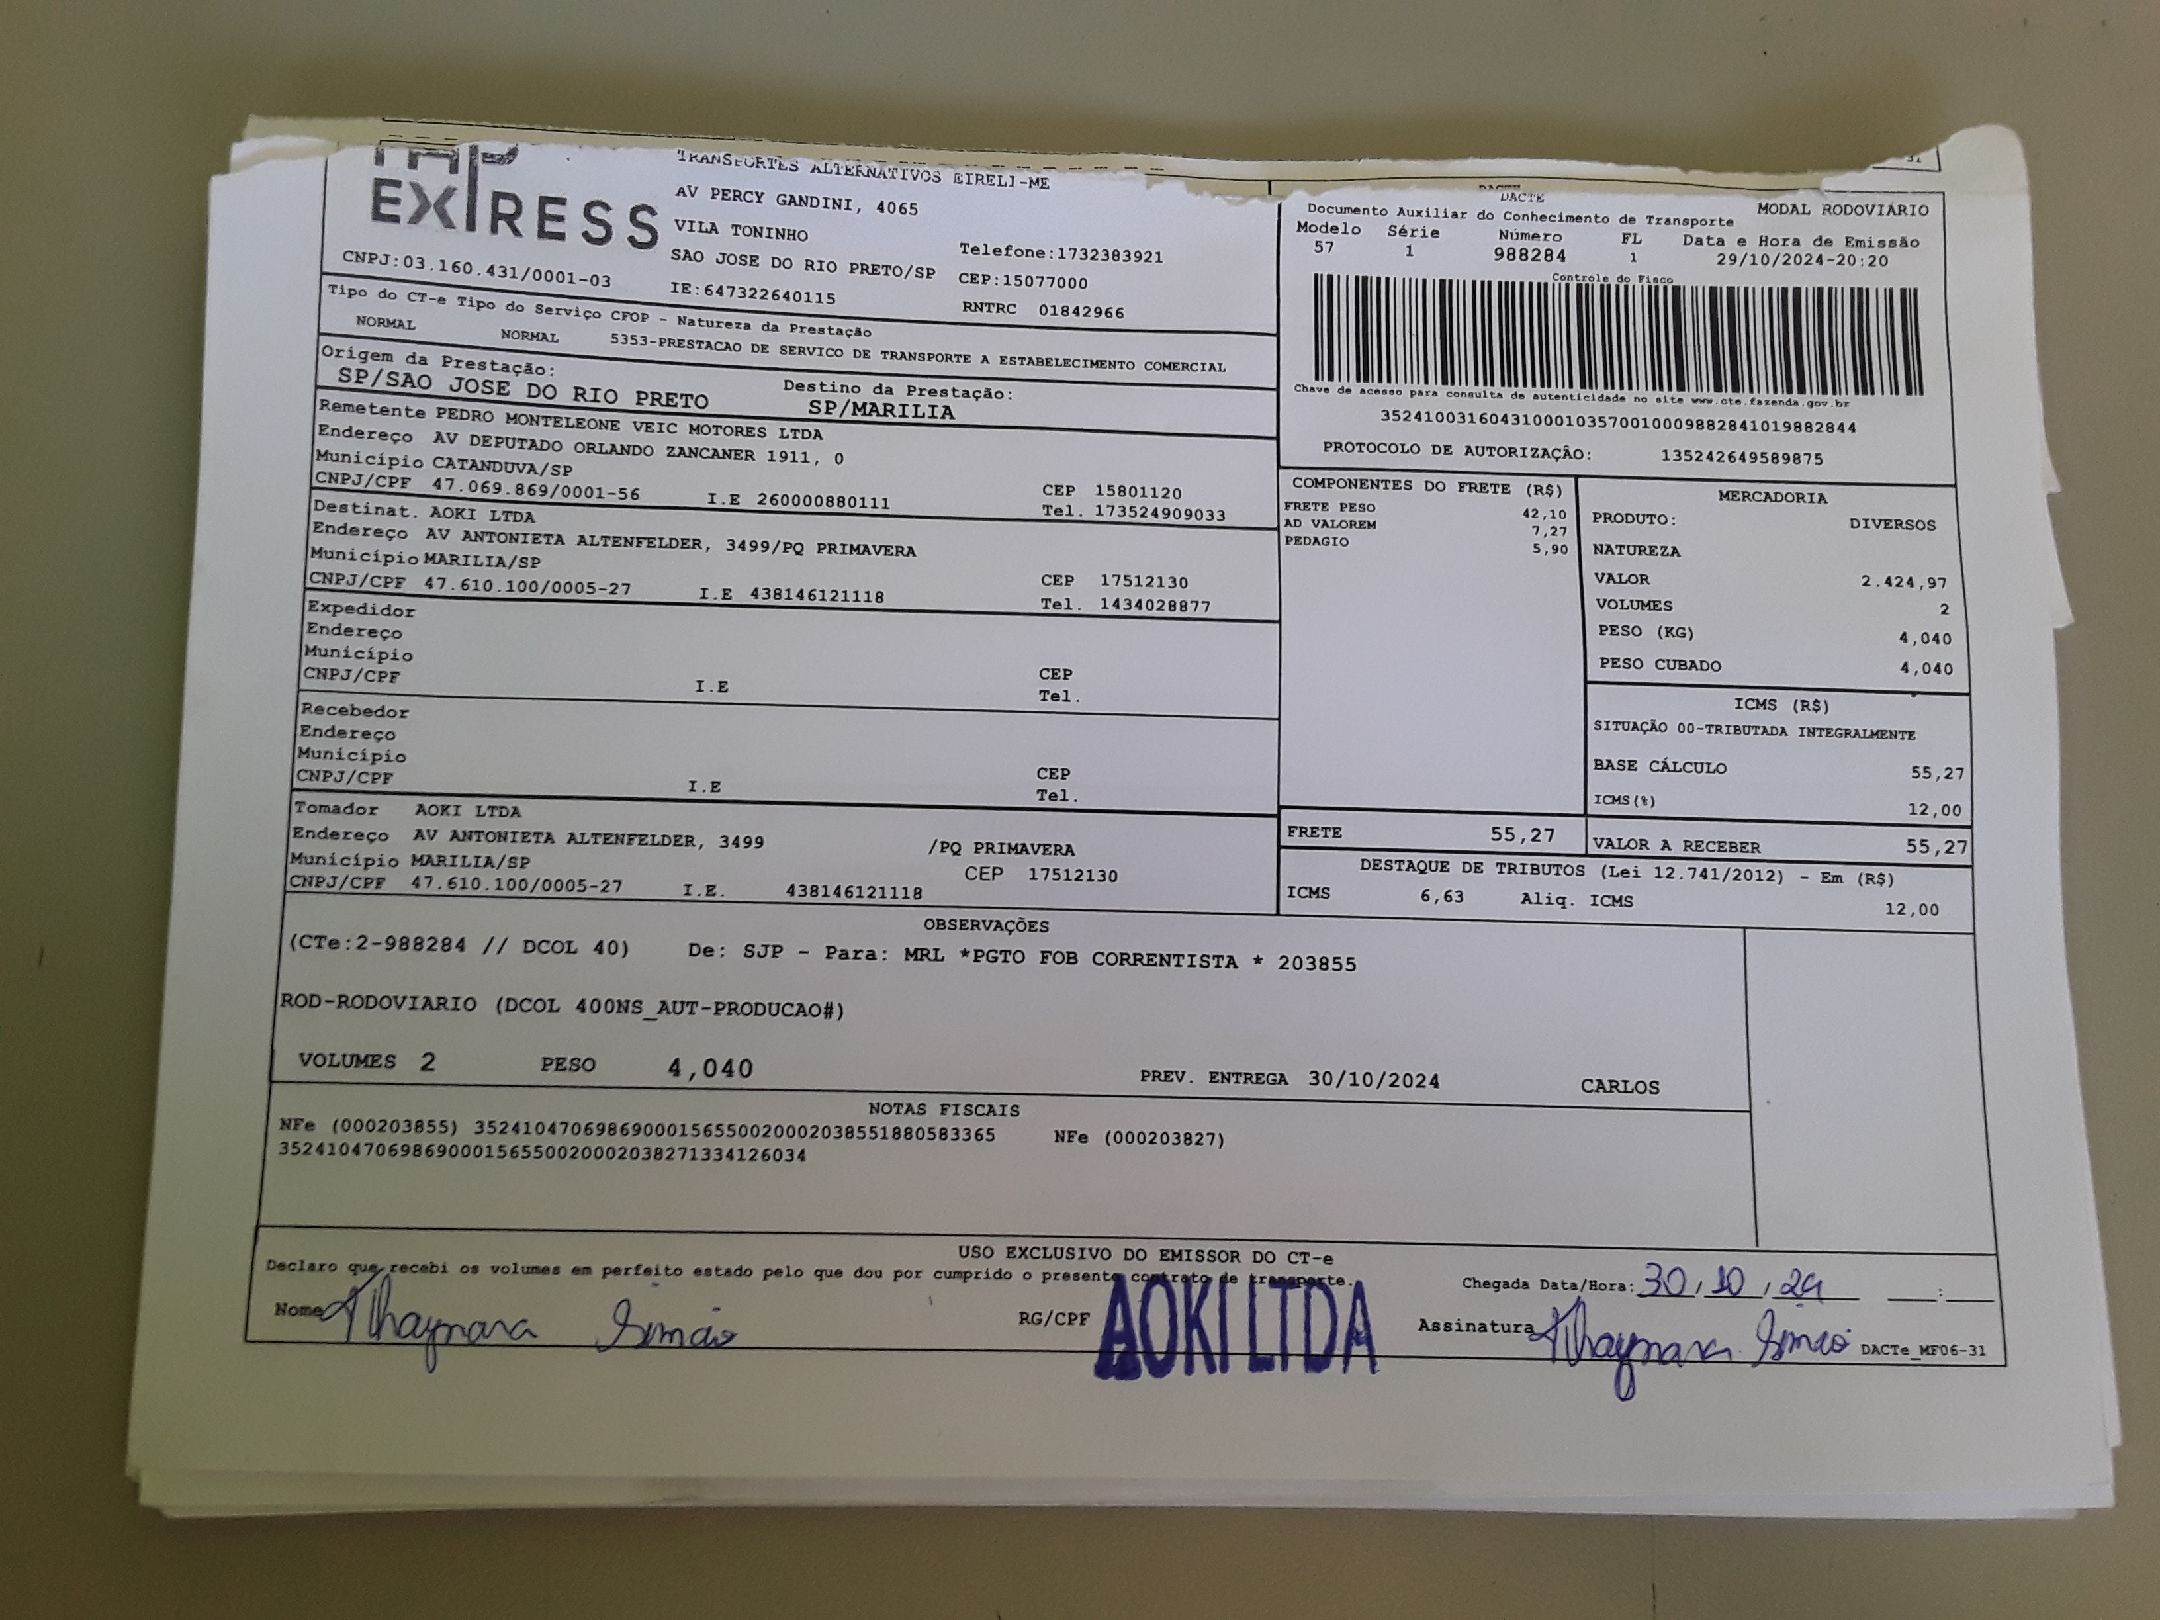 TAP
EXPRESS
TRANSPORTES ALTERNATIVOS EIRELI-ME
AV PERCY GANDINI, 4065
VILA TONINHO
Telefone:1732383921
SAO JOSE DO RIO PRETO/SP CEP:15077000
CNPJ:03.160.431/0001-03 IE:647322640115 RNTRC 01842966
Tipo do CT-e Tipo do Serviço CFOP - Natureza da Prestação
NORMAL NORMAL 5353-PRESTACAO DE SERVICO DE TRANSPORTE A ESTABELECIMENTO COMERCIAL
Origem da Prestação: Destino da Prestação:
SP/SAO JOSE DO RIO PRETO SP/MARILIA
Remetente PEDRO MONTELEONE VEIC MOTORES LTDA
Endereço AV DEPUTADO ORLANDO ZANCANER 1911, 0
Município CATANDUVA/SP CEP 15801120
CNPJ/CPF 47.069.869/0001-56 I.E 260000880111 Tel. 173524909033
Destinat. AOKI LTDA
Endereço AV ANTONIETA ALTENFELDER, 3499/PQ PRIMAVERA
Município MARILIA/SP CEP 17512130
CNPJ/CPF 47.610.100/0005-27 I.E 438146121118 Tel. 1434028877
Expedidor
Endereço
Município CEP
CNPJ/CPF I.E Tel.
Recebedor
Endereço
Município CEP
CNPJ/CPF I.E Tel.
Tomador AOKI LTDA
Endereço AV ANTONIETA ALTENFELDER, 3499 /PQ PRIMAVERA
Município MARILIA/SP CEP 17512130
CNPJ/CPF 47.610.100/0005-27 I.E. 438146121118
DACTE
DACTE
Documento Auxiliar do Conhecimento de Transporte MODAL RODOVIARIO
Modelo Série Número FL Data e Hora de Emissão
57 1 988284 1 29/10/2024-20:20
Controle do Fisco
Chave de acesso para consulta de autenticidade no site www.cte.fazenda.gov.br
35241003160431000103570010009882841019882844
PROTOCOLO DE AUTORIZAÇÃO: 135242649589875
COMPONENTES DO FRETE (R$)
FRETE PESO 42,10
AD VALOREM 7,27
PEDAGIO 5,90
MERCADORIA
PRODUTO: DIVERSOS
NATUREZA
VALOR 2.424,97
VOLUMES 2
PESO (KG) 4,040
PESO CUBADO 4,040
ICMS (R$)
SITUAÇÃO 00-TRIBUTADA INTEGRALMENTE
BASE CÁLCULO 55,27
ICMS(%) 12,00
FRETE 55,27 VALOR A RECEBER 55,27
DESTAQUE DE TRIBUTOS (Lei 12.741/2012) - Em (R$)
ICMS 6,63 Aliq. ICMS 12,00
OBSERVAÇÕES
(CTe:2-988284 // DCOL 40) De: SJP - Para: MRL *PGTO FOB CORRENTISTA * 203855
ROD-RODOVIARIO (DCOL 400NS_AUT-PRODUCAO#)
VOLUMES 2 PESO 4,040 PREV. ENTREGA 30/10/2024 CARLOS
NOTAS FISCAIS
NFe (000203855) 35241047069869000156550020002038551880583365 NFe (000203827)
35241047069869000156550020002038271334126034
USO EXCLUSIVO DO EMISSOR DO CT-e
Declaro que recebi os volumes em perfeito estado pelo que dou por cumprido o presente contrato de transporte.
Chegada Data/Hora: 30/10/24 __:__
Nome Thaynara Simão RG/CPF AOKI LTDA Assinatura Thaynara Simão DACTe_MF06-31